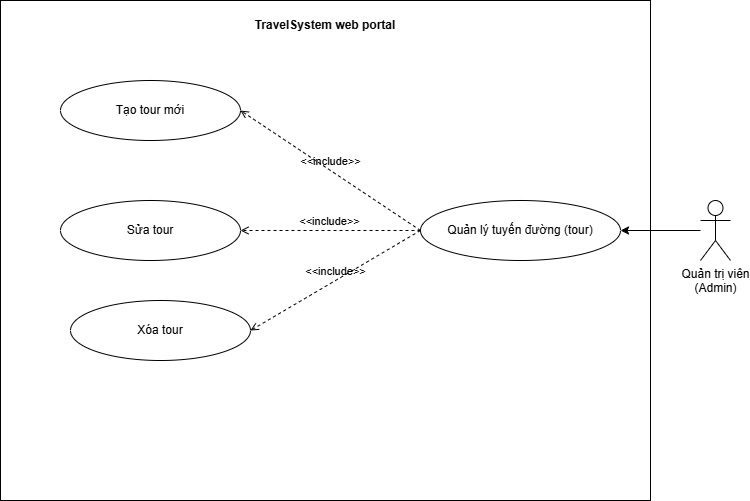 TravelSystem web portal
Tạo tour mới
<<include>>
Sửa tour
<<include>>
Quản lý tuyến đường (tour)
<<include>>
Quản trị viên
(Admin)
Xóa tour